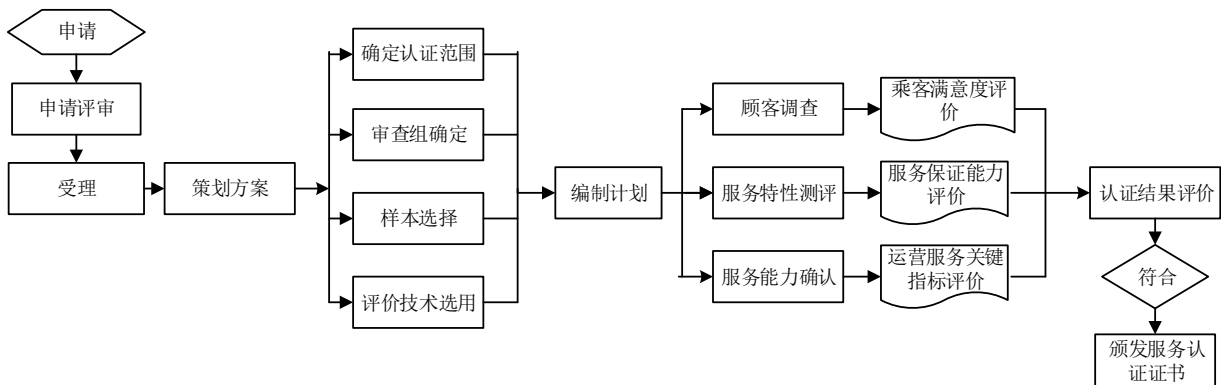 申请
申请评审
受理
策划方案
确定认证范围
审查组确定
样本选择
评价技术选用
编制计划
顾客调查
乘客满意度评
价
服务特性测评
服务保证能力
评价
服务能力确认
运营服务关键
指标评价
认证结果评价
符合
颁发服务认
证证书